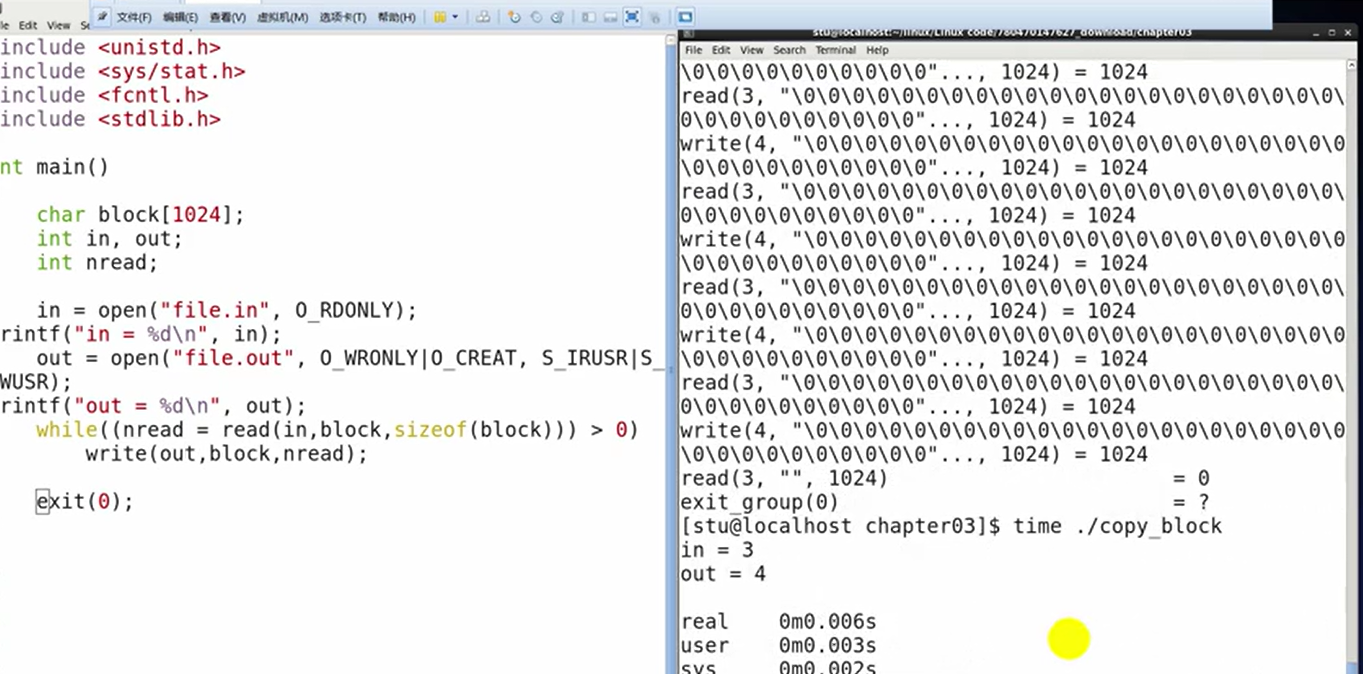 文件(F) 编辑(E) 查看(V) 虚拟机(M) 选项卡(T) 帮助(H)
le Edit View Se
include <unistd.h>
include <sys/stat.h>
include <fcntl.h>
include <stdlib.h>
nt main()
char block[1024];
int in, out;
int nread;
in = open("file.in", O_RDONLY);
rintf("in = %d\n", in);
out = open("file.out", O_WRONLY|O_CREAT, S_IRUSR|S_
WUSR);
rintf("out = %d\n", out);
while((nread = read(in,block,sizeof(block))) > 0)
write(out,block,nread);
exit(0);
stu@localhost:~/linux/Linux code/780470147627_download/chapter03
File Edit View Search Terminal Help
\0\0\0\0\0\0\0\0\0\0"..., 1024) = 1024
read(3, "\0\0\0\0\0\0\0\0\0\0\0\0\0\0\0\0\0\0\0\0\0\0\0\
0\0\0\0\0\0\0\0\0\0"..., 1024) = 1024
write(4, "\0\0\0\0\0\0\0\0\0\0\0\0\0\0\0\0\0\0\0\0\0\0\0
\0\0\0\0\0\0\0\0\0\0"..., 1024) = 1024
read(3, "\0\0\0\0\0\0\0\0\0\0\0\0\0\0\0\0\0\0\0\0\0\0\0\
0\0\0\0\0\0\0\0\0\0"..., 1024) = 1024
write(4, "\0\0\0\0\0\0\0\0\0\0\0\0\0\0\0\0\0\0\0\0\0\0\0
\0\0\0\0\0\0\0\0\0\0"..., 1024) = 1024
read(3, "\0\0\0\0\0\0\0\0\0\0\0\0\0\0\0\0\0\0\0\0\0\0\0\
0\0\0\0\0\0\0\0\0\0"..., 1024) = 1024
write(4, "\0\0\0\0\0\0\0\0\0\0\0\0\0\0\0\0\0\0\0\0\0\0\0
\0\0\0\0\0\0\0\0\0\0"..., 1024) = 1024
read(3, "\0\0\0\0\0\0\0\0\0\0\0\0\0\0\0\0\0\0\0\0\0\0\0\
0\0\0\0\0\0\0\0\0\0"..., 1024) = 1024
write(4, "\0\0\0\0\0\0\0\0\0\0\0\0\0\0\0\0\0\0\0\0\0\0\0
\0\0\0\0\0\0\0\0\0\0"..., 1024) = 1024
read(3, "", 1024) = 0
exit_group(0) = ?
[stu@localhost chapter03]$ time ./copy_block
in = 3
out = 4
real 0m0.006s
user 0m0.003s
sys 0m0.002s